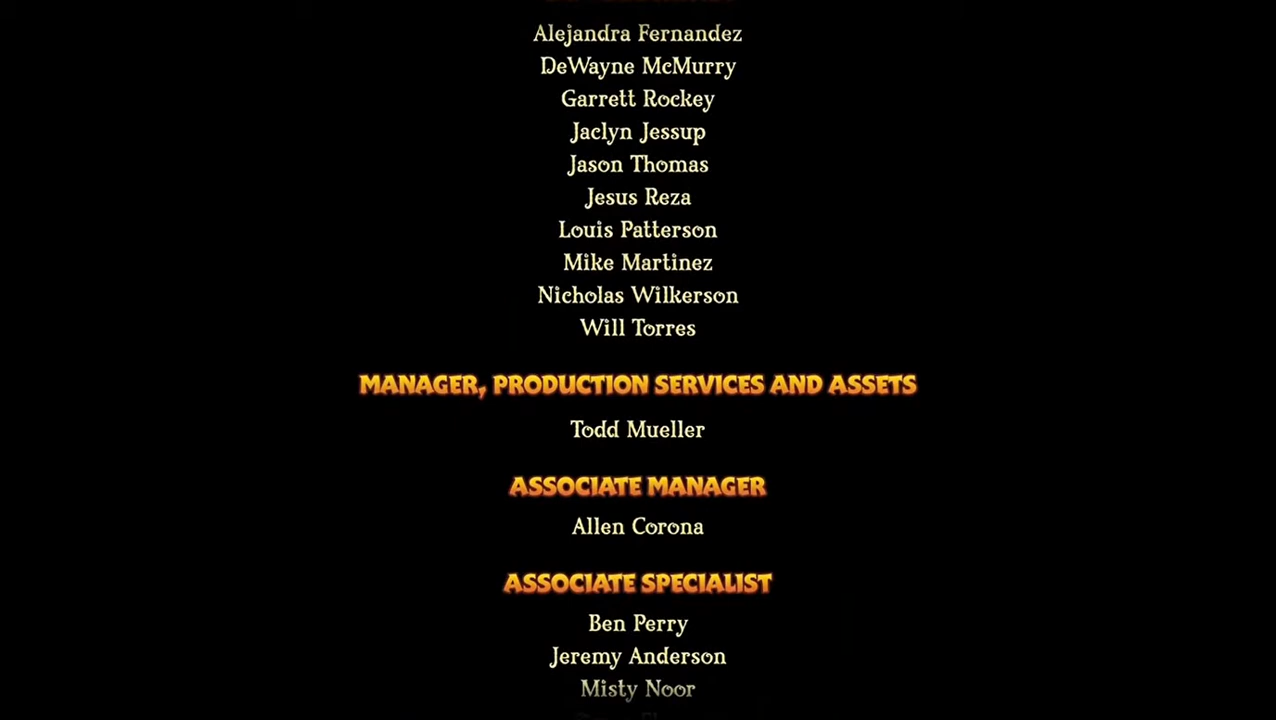 Alejandra Fernandez
DeWayne McMurry
Garrett Rockey
Jaclyn Jessup
Jason Thomas
Jesus Reza
Louis Patterson
Mike Martinez
Nicholas Wilkerson
Will Torres
MANAGER, PRODUCTION SERVICES AND ASSETS
Todd Mueller
ASSOCIATE MANAGER
Allen Corona
ASSOCIATE SPECIALIST
Ben Perry
Jeremy Anderson
Misty Noor